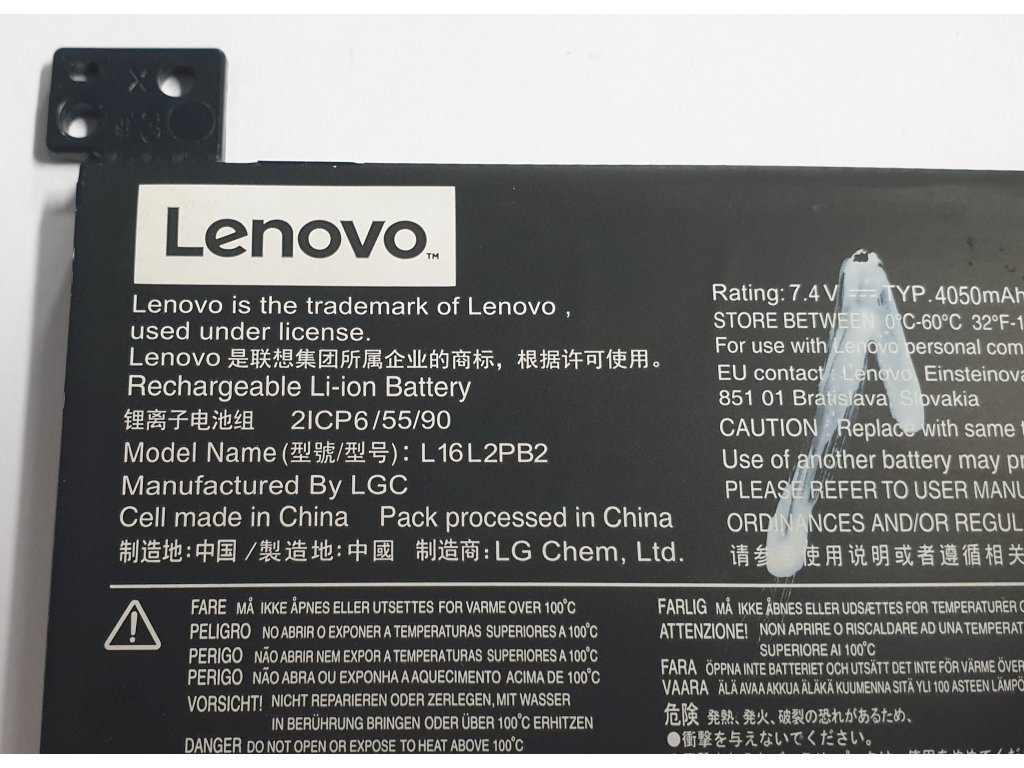 Lenovo™
Lenovo is the trademark of Lenovo ,
used under license.
Lenovo 是联想集团所属企业的商标，根据许可使用。
Rechargeable Li-ion Battery
锂离子电池组 2ICP6/55/90
Model Name (型號/型号): L16L2PB2
Manufactured By LGC
Cell made in China Pack processed in China
制造地:中国 /製造地:中國 制造商:LG Chem, Ltd.
Rating: 7.4 V ⎓ TYP. 4050mAh
STORE BETWEEN 0°C-60°C 32°F-1
For use with Lenovo personal com
EU contact : Lenovo, Einsteinova
851 01 Bratislava, Slovakia
CAUTION : Replace with same t
Use of another battery may pr
PLEASE REFER TO USER MANU
ORDINANCES AND/OR REGUL
请参考使用说明或者遵循相关
FARE MÅ IKKE ÅPNES ELLER UTSETTES FOR VARME OVER 100°C
PELIGRO NO ABRIR O EXPONER A TEMPERATURAS SUPERIORES A 100°C
PERIGO NÃO ABRIR NEM EXPOR A TEMPERATURAS SUPERIORES A 100°C
PERIGO NÃO ABRA OU EXPONHA A AQUECIMENTO ACIMA DE 100°C
VORSICHT! NICHT REPARIEREN ODER ZERLEGEN, MIT WASSER
IN BERÜHRUNG BRINGEN ODER ÜBER 100°C ERHITZEN
DANGER DO NOT OPEN OR EXPOSE TO HEAT ABOVE 100°C
FARLIG MÅ IKKE ÅBNES ELLER UDSÆTTES FOR TEMPERATURER O
ATTENZIONE! NON APRIRE O RISCALDARE AD UNA TEMPERAT
SUPERIORE AI 100°C
FARA ÖPPNA INTE BATTERIET OCH UTSÄTT DET INTE FÖR VÄRME ÖVER
VAARA ÄLÄ AVAA AKKUA ÄLÄKÄ KUUMENNA SITÄ YLI 100 ASTEEN LÄMPÖ
危険 発熱、発火、破裂の恐れがあるため、
●衝撃を与えないでください。